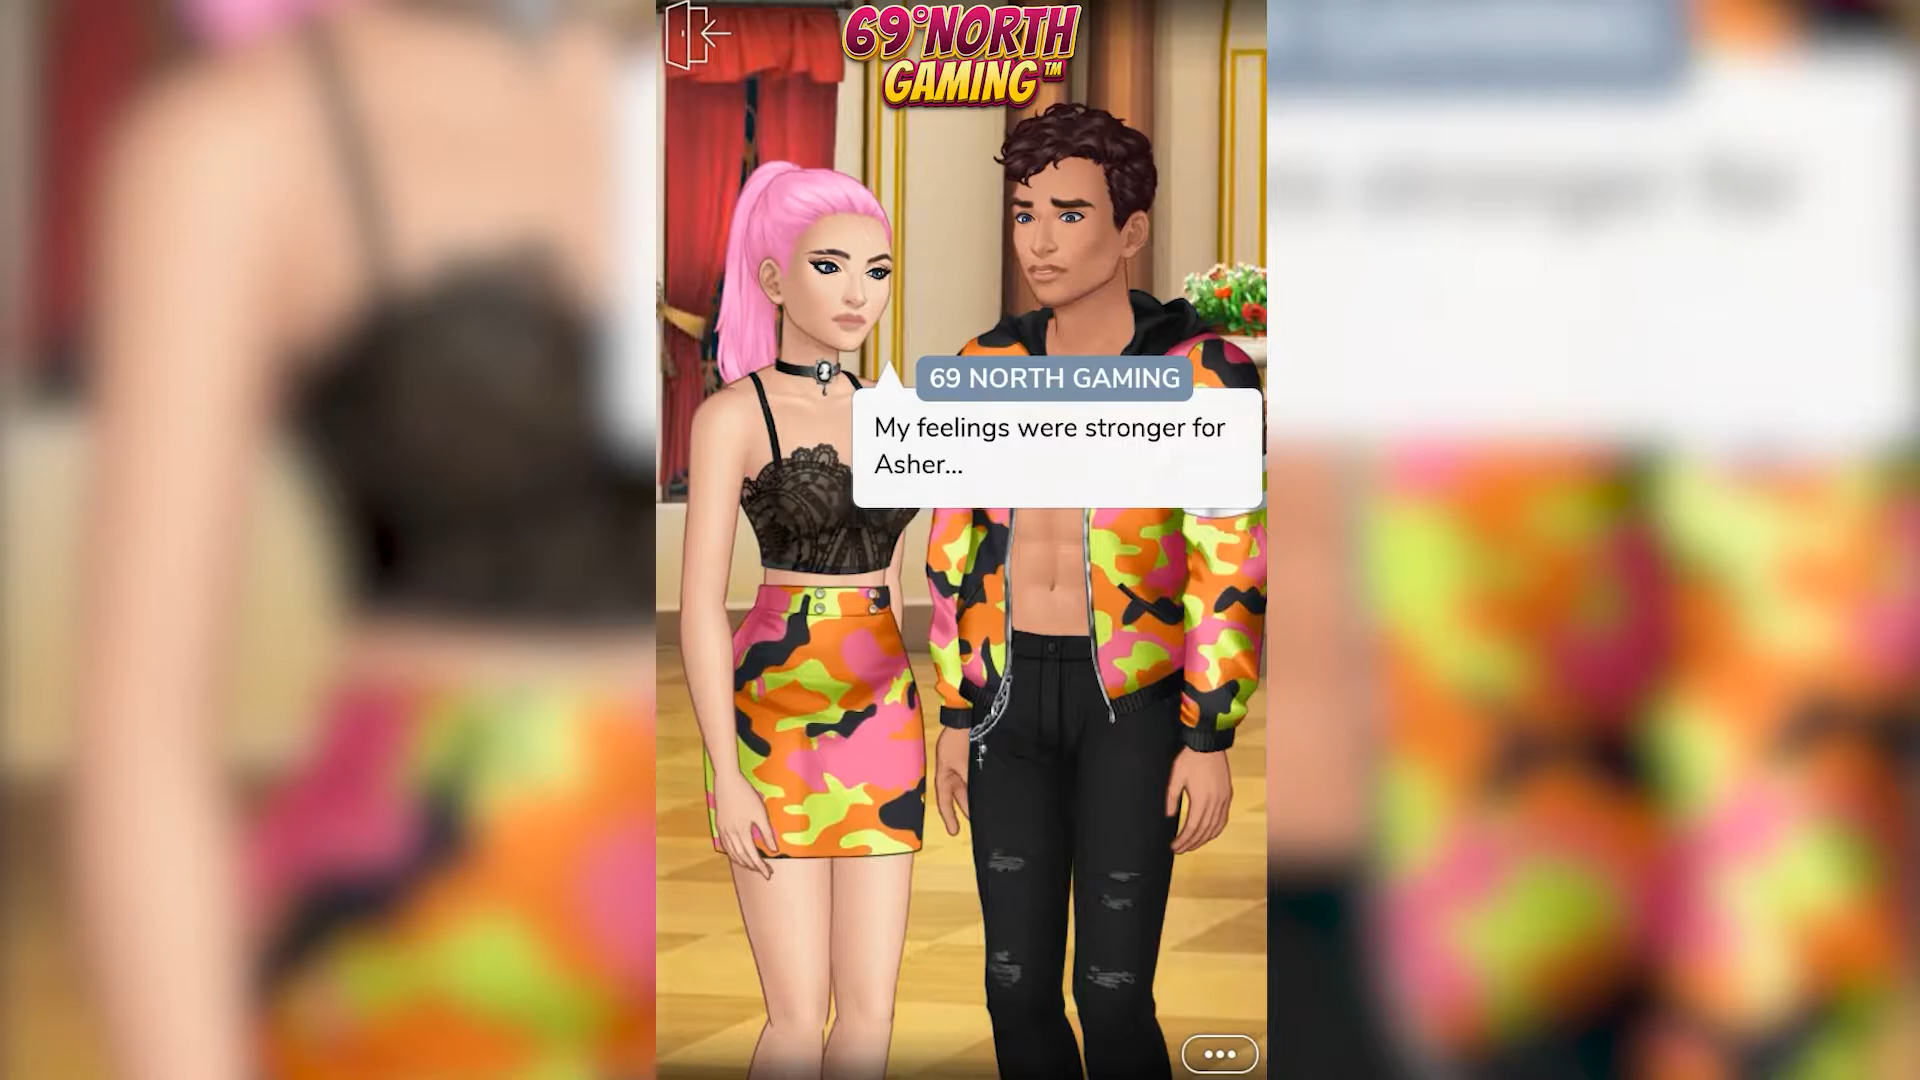 69°NORTH
GAMING™
69 NORTH GAMING
My feelings were stronger for
Asher...